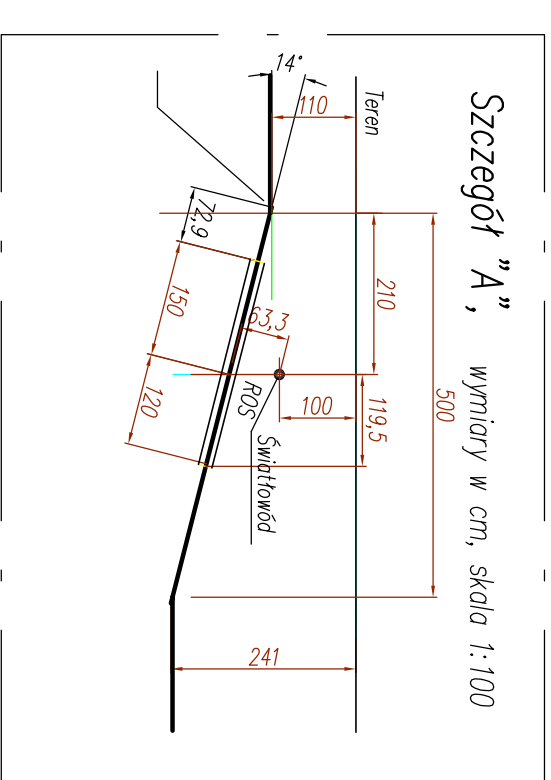 Szczegół "A", wymiary w cm, skala 1:100
Teren
14°
110
210
500
119,5
100
63,3
72,9
150
120
ROS
Światłowód
241